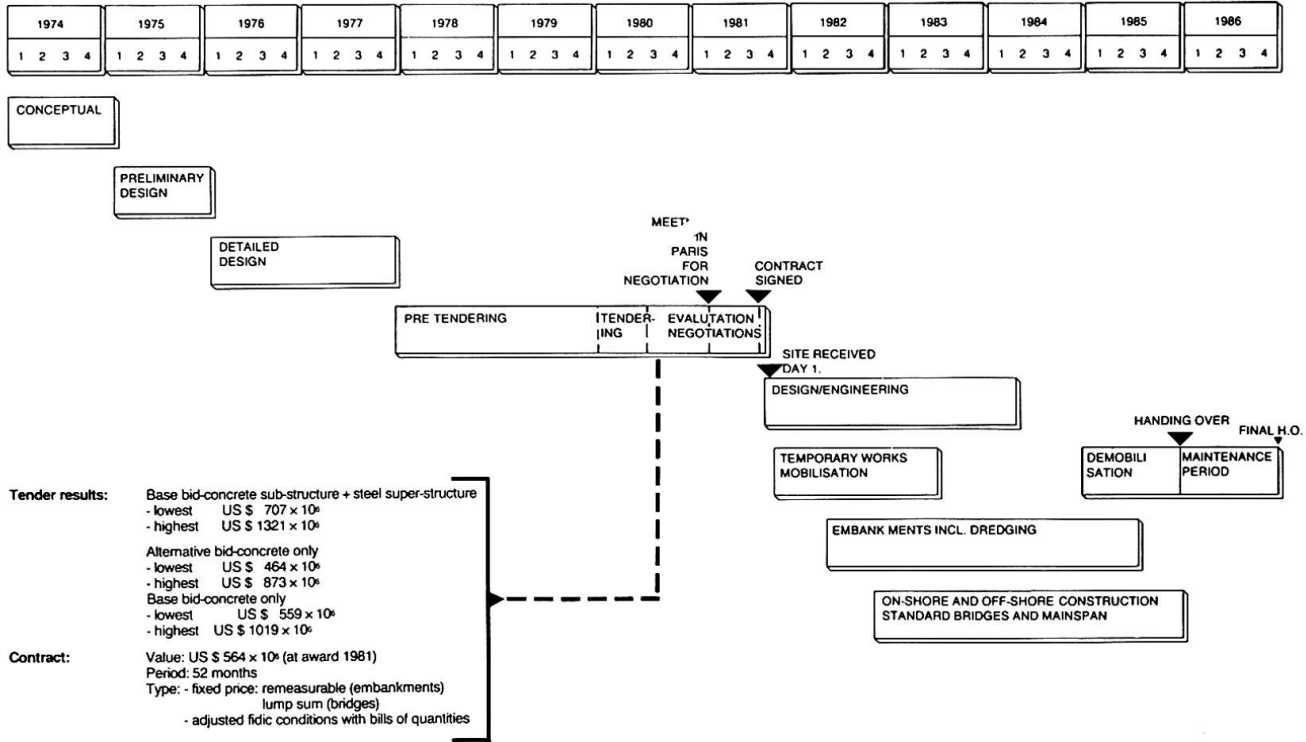 1974 1975 1976 1977 1978 1979 1980 1981 1982 1983 1984 1985 1986
1 2 3 4 1 2 3 4 1 2 3 4 1 2 3 4 1 2 3 4 1 2 3 4 1 2 3 4 1 2 3 4 1 2 3 4 1 2 3 4 1 2 3 4 1 2 3 4 1 2 3 4
CONCEPTUAL
PRELIMINARY
DESIGN
DETAILED
DESIGN
PARIS
FOR
NEGOTIATION
CONTRACT
SIGNED
PRE TENDERING
TENDER-
ING
EVALUTATION
NEGOTIATIONS
SITE RECEIVED
DAY 1.
DESIGN/ENGINEERING
TEMPORARY WORKS
MOBILISATION
HANDING OVER
FINAL H.O.
DEMOBILI
SATION
MAINTENANCE
PERIOD
EMBANK MENTS INCL. DREDGING
ON-SHORE AND OFF-SHORE CONSTRUCTION
STANDARD BRIDGES AND MAINSPAN
Tender results: Base bid-concrete sub-structure + steel super-structure
- lowest US $ 707 × 10⁶
- highest US $ 1321 × 10⁶
Alternative bid-concrete only
- lowest US $ 464 × 10⁶
- highest US $ 873 × 10⁶
Base bid-concrete only
- lowest US $ 559 × 10⁶
- highest US $ 1019 × 10⁶
Contract: Value: US $ 564 × 10⁶ (at award 1981)
Period: 52 months
Type: - fixed price: remeasurable (embankments)
lump sum (bridges)
- adjusted fidic conditions with bills of quantities